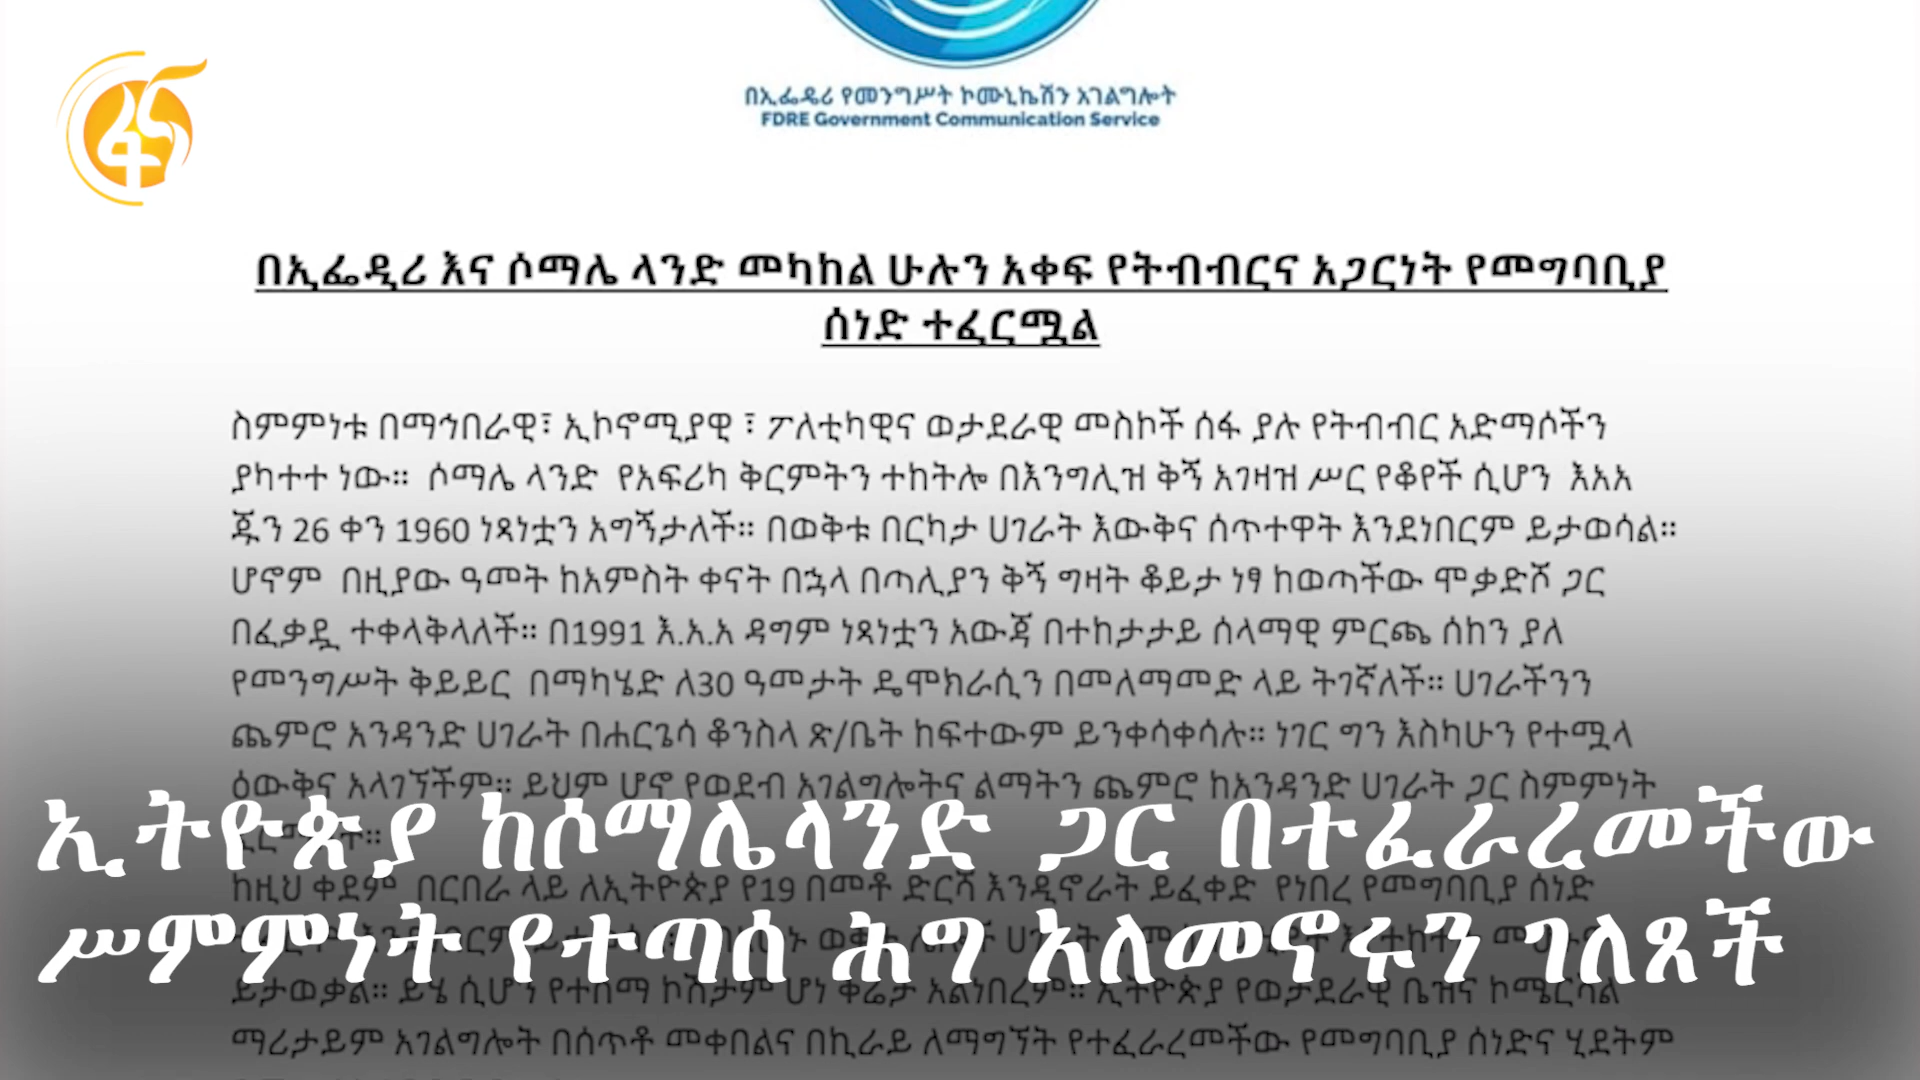 ፋና
በኢፌዴሪ የመንግሥት ኮሙኒኬሽን አገልግሎት
FDRE Government Communication Service
በኢፌዲሪ እና ሶማሌ ላንድ መካከል ሁሉን አቀፍ የትብብርና አጋርነት የመግባቢያ
ሰነድ ተፈርሟል
ስምምነቱ በማኅበራዊ፣ ኢኮኖሚያዊ ፣ ፖለቲካዊና ወታደራዊ መስኮች ሰፋ ያሉ የትብብር አድማሶችን
ያካተተ ነው። ሶማሌ ላንድ የአፍሪካ ቅርምትን ተከትሎ በእንግሊዝ ቅኝ አገዛዝ ሥር የቆየች ሲሆን እአአ
ጁን 26 ቀን 1960 ነጻነቷን አግኝታለች። በወቅቱ በርካታ ሀገራት እውቅና ሰጥተዋት እንደነበርም ይታወሳል።
ሆኖም በዚያው ዓመት ከአምስት ቀናት በኋላ በጣሊያን ቅኝ ግዛት ቆይታ ነፃ ከወጣችው ሞቃድሾ ጋር
በፈቃዷ ተቀላቅላለች። በ1991 እ.አ.አ ዳግም ነጻነቷን አውጃ በተከታታይ ሰላማዊ ምርጫ ሰከን ያለ
የመንግሥት ቅይይር በማካሄድ ለ30 ዓመታት ዴሞክራሲን በመለማመድ ላይ ትገኛለች። ሀገራችንን
ጨምሮ አንዳንድ ሀገራት በሐርጌሳ ቆንስላ ጽ/ቤት ከፍተውም ይንቀሳቀሳሉ። ነገር ግን እስካሁን የተሟላ
ዕውቅና አላገኘችም። ይህም ሆኖ የወደብ አገልግሎትና ልማትን ጨምሮ ከአንዳንድ ሀገራት ጋር ስምምነት
ኢትዮጵያ ከሶማሌላንድ ጋር በተፈራረመችው
ከዚህ ቀደም በርበራ ላይ ለኢትዮጵያ የ19 በመቶ ድርሻ እንዲኖራት ይፈቀድ የነበረ የመግባቢያ ሰነድ
ሥምምነት የተጣሰ ሕግ አለመኖሩን ገለጸች
ይታወቃል። ይሄ ሲሆን የተሰማ ኮሽታም ሆነ ቀሬታ አልነበረም። ኢትዮጵያ የወታደራዊ ቤዝና ኮሜርሻል
ማሪታይም አገልግሎት በሰጥቶ መቀበልና በኪራይ ለማግኘት የተፈራረመችው የመግባቢያ ሰነድና ሂደትም